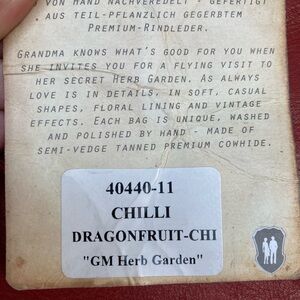 VON HAND NACHVEREDELT - GEFERTIGT
AUS TEIL-PFLANZLICH GEGERBTEM
PREMIUM-RINDLEDER.
GRANDMA KNOWS WHAT'S GOOD FOR YOU WHEN
SHE INVITES YOU FOR A FLYING VISIT TO
HER SECRET HERB GARDEN. AS ALWAYS
LOVE IS IN DETAILS, IN SOFT, CASUAL
SHAPES, FLORAL LINING AND VINTAGE
EFFECTS. EACH BAG IS UNIQUE, WASHED
AND POLISHED BY HAND - MADE OF
SEMI-VEDGE TANNED PREMIUM COWHIDE.
40440-11
CHILLI
DRAGONFRUIT-CHI
"GM Herb Garden"